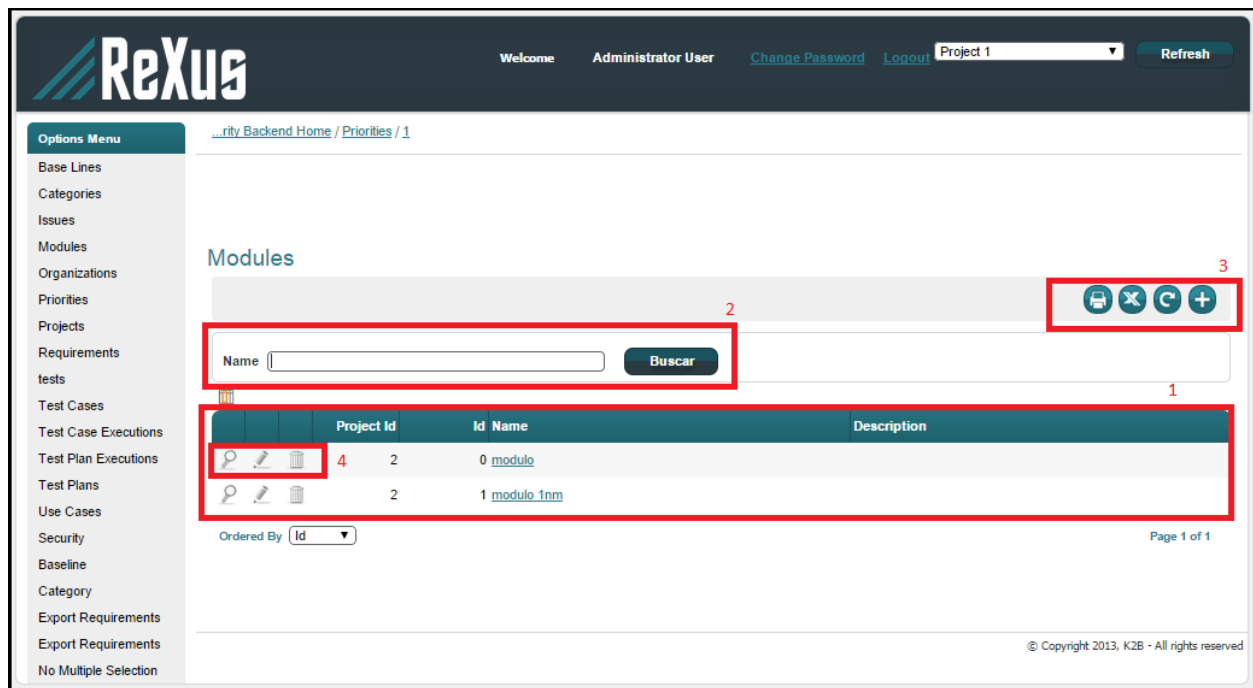 ReXus
Welcome Administrator User Change Password Logout Project 1 Refresh
Options Menu
Base Lines
Categories
Issues
Modules
Organizations
Priorities
Projects
Requirements
tests
Test Cases
Test Case Executions
Test Plan Executions
Test Plans
Use Cases
Security
Baseline
Category
Export Requirements
Export Requirements
No Multiple Selection
...rity Backend Home / Priorities / 1
Modules
3
2
Name Buscar
1
Project Id Id Name Description
4 2 0 modulo
2 1 modulo 1nm
Ordered By Id Page 1 of 1
© Copyright 2013, K2B - All rights reserved